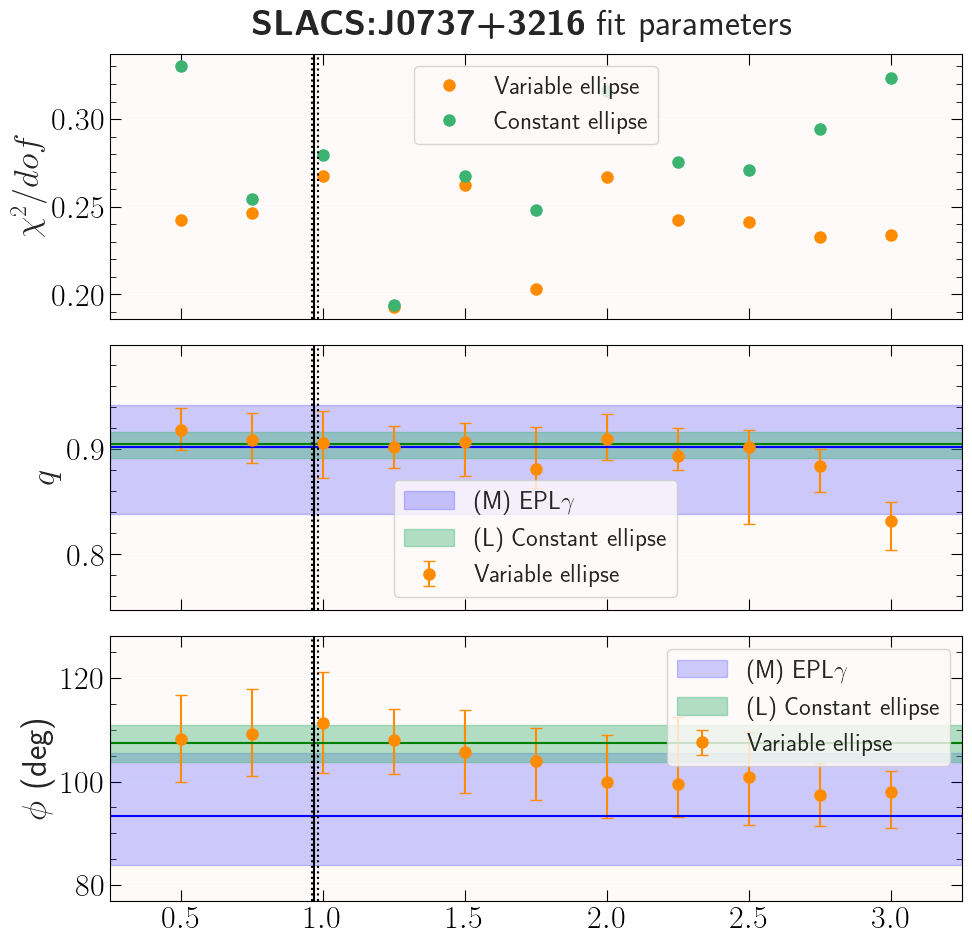 SLACS:J0737+3216 fit parameters
χ²/dof
0.30
0.25
0.20
Variable ellipse
Constant ellipse
q
0.9
0.8
(M) EPLγ
(L) Constant ellipse
Variable ellipse
ϕ (deg)
120
100
80
(M) EPLγ
(L) Constant ellipse
Variable ellipse
0.5 1.0 1.5 2.0 2.5 3.0